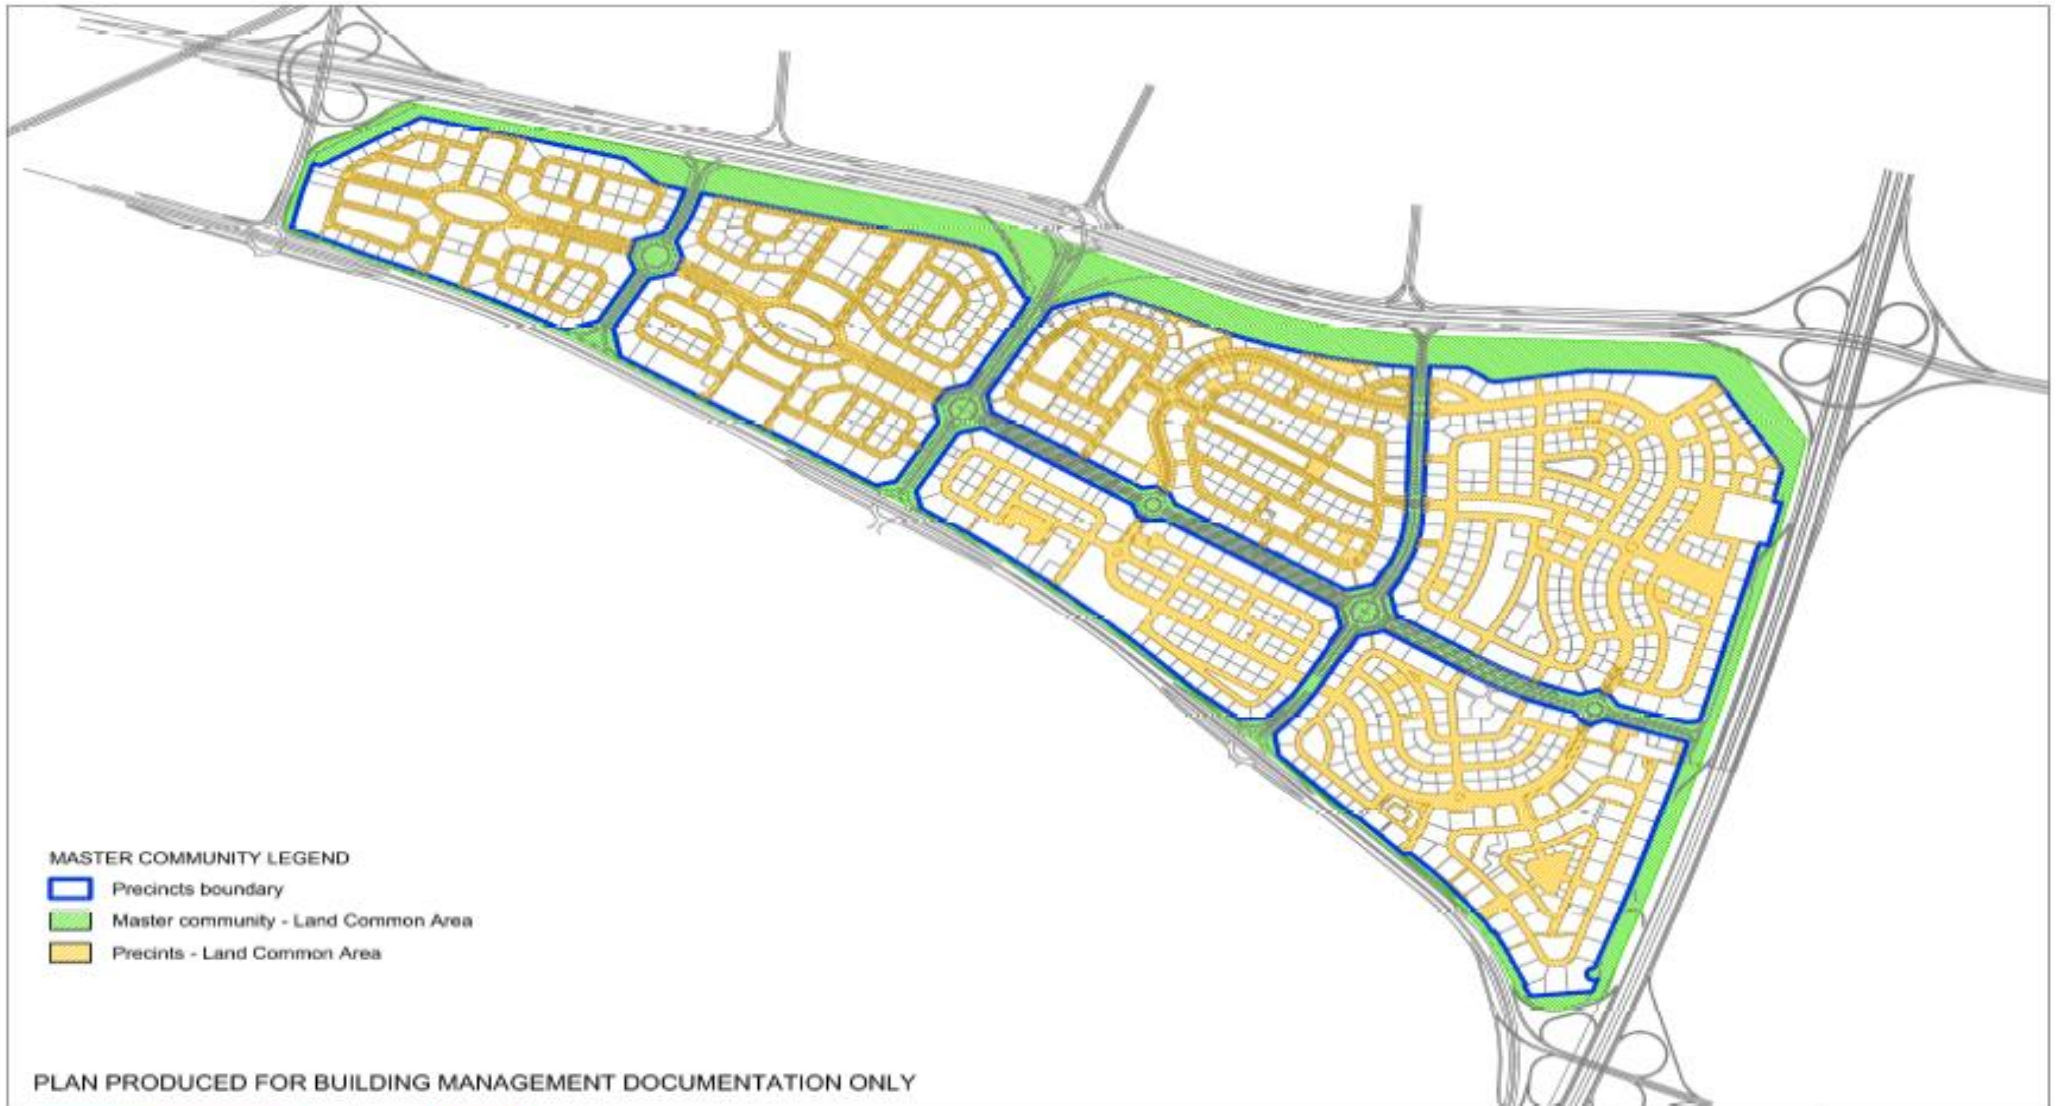 MASTER COMMUNITY LEGEND
Precincts boundary
Master community - Land Common Area
Precints - Land Common Area
PLAN PRODUCED FOR BUILDING MANAGEMENT DOCUMENTATION ONLY